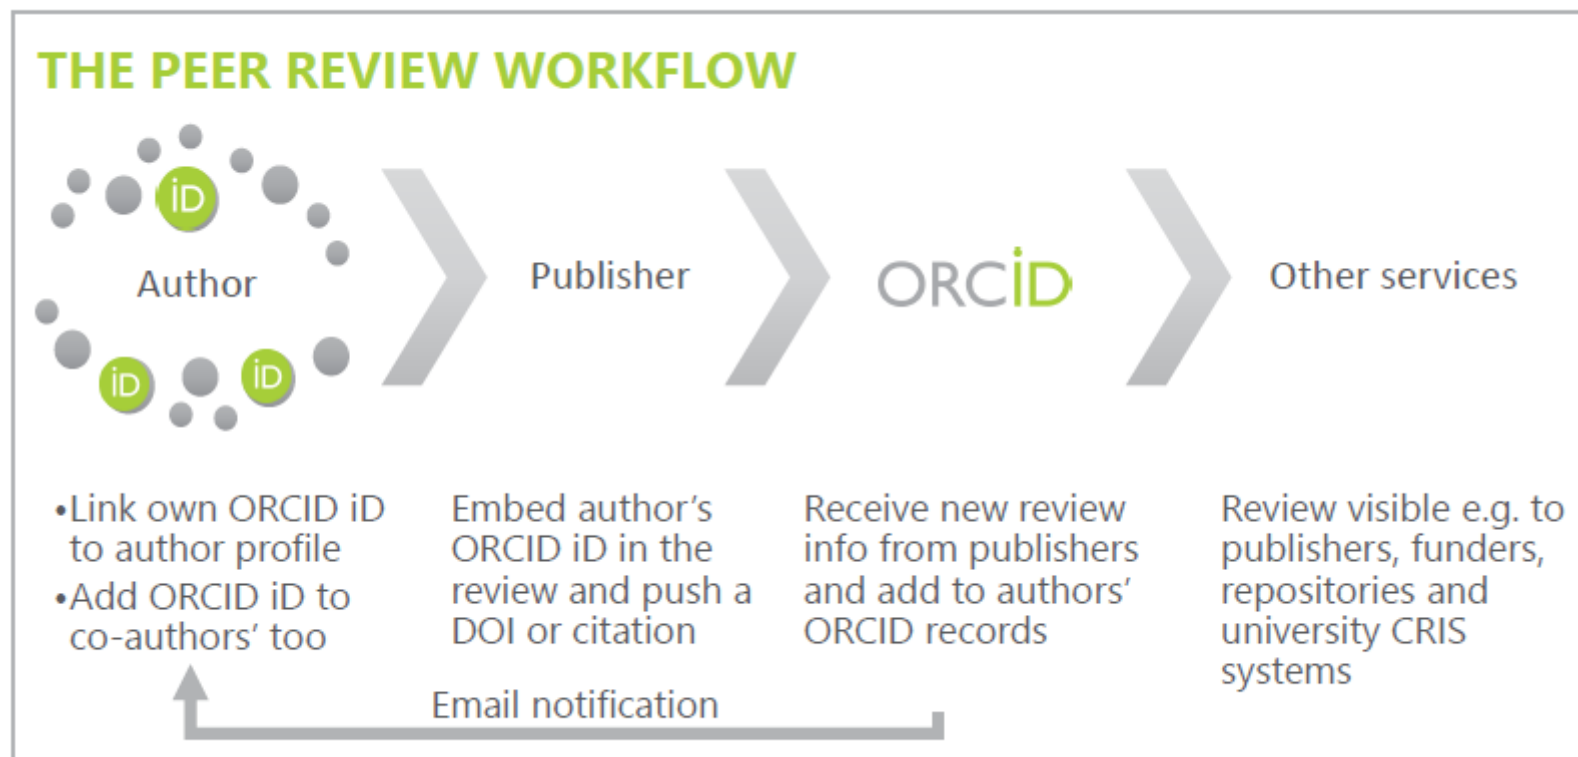 THE PEER REVIEW WORKFLOW
iD
Author
iD
iD
Publisher
ORCiD
Other services
•Link own ORCID iD
to author profile
•Add ORCID iD to
co-authors’ too
Embed author’s
ORCID iD in the
review and push a
DOI or citation
Receive new review
info from publishers
and add to authors’
ORCID records
Review visible e.g. to
publishers, funders,
repositories and
university CRIS
systems
Email notification